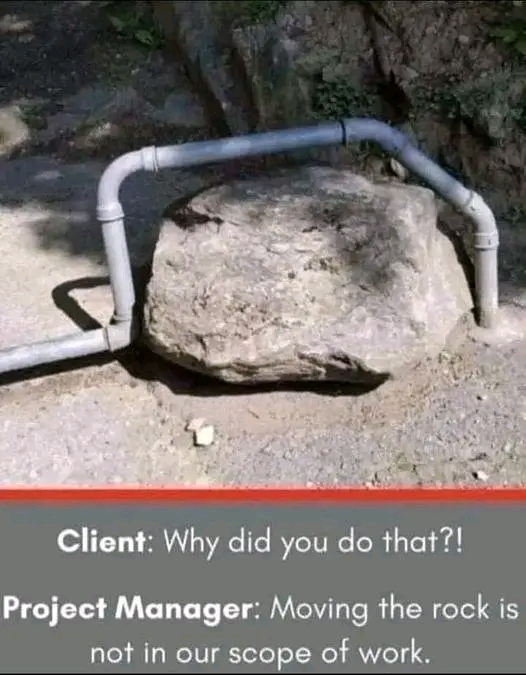 Client: Why did you do that?!
Project Manager: Moving the rock is
not in our scope of work.